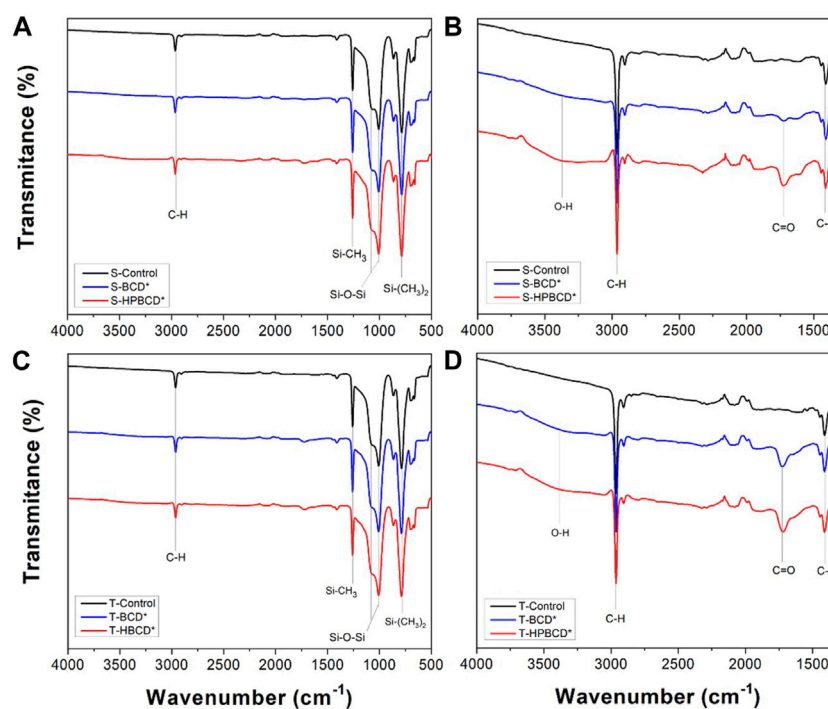 A
Transmitance (%)
C-H
Si-CH3
Si-O-Si
Si-(CH3)2
S-Control
S-BCD*
S-HPBCD*
4000 3500 3000 2500 2000 1500 1000 500
B
Transmitance (%)
O-H
C-H
C=O
C-
S-Control
S-BCD*
S-HPBCD*
4000 3500 3000 2500 2000 1500
C
Transmitance (%)
C-H
Si-CH3
Si-O-Si
Si-(CH3)2
T-Control
T-BCD*
T-HBCD*
4000 3500 3000 2500 2000 1500 1000 500
Wavenumber (cm-1)
D
Transmitance (%)
O-H
C-H
C=O
C-
T-Control
T-BCD*
T-HPBCD*
4000 3500 3000 2500 2000 1500
Wavenumber (cm-1)